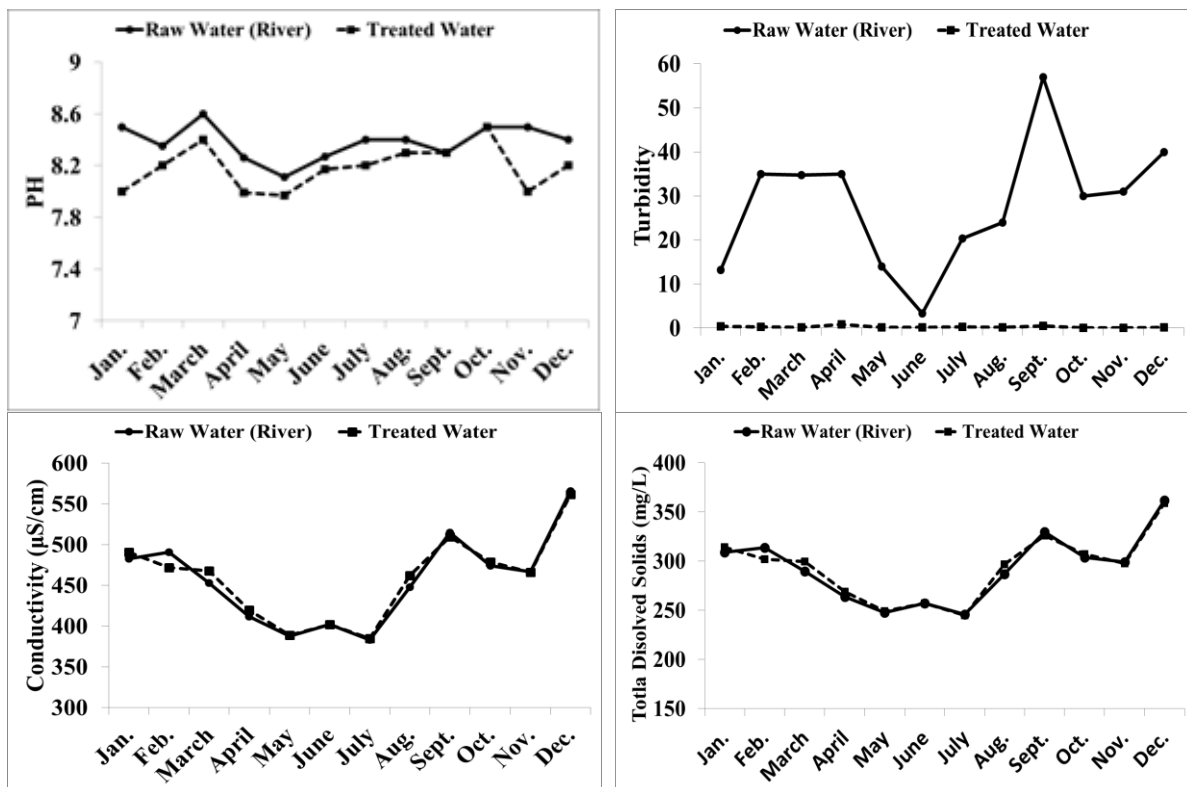 Raw Water (River) Treated Water
9
8.6
8.2
7.8
7.4
7
PH
Jan. Feb. March April May June July Aug. Sept. Oct. Nov. Dec.
Raw Water (River) Treated Water
60
50
40
30
20
10
0
Turbidity
Jan. Feb. March April May June July Aug. Sept. Oct. Nov. Dec.
Raw Water (River) Treated Water
600
550
500
450
400
350
300
Conductivity (µS/cm)
Jan. Feb. March April May June July Aug. Sept. Oct. Nov. Dec.
Raw Water (River) Treated Water
400
350
300
250
200
150
Totla Disolved Solids (mg/L)
Jan. Feb. March April May June July Aug. Sept. Oct. Nov. Dec.